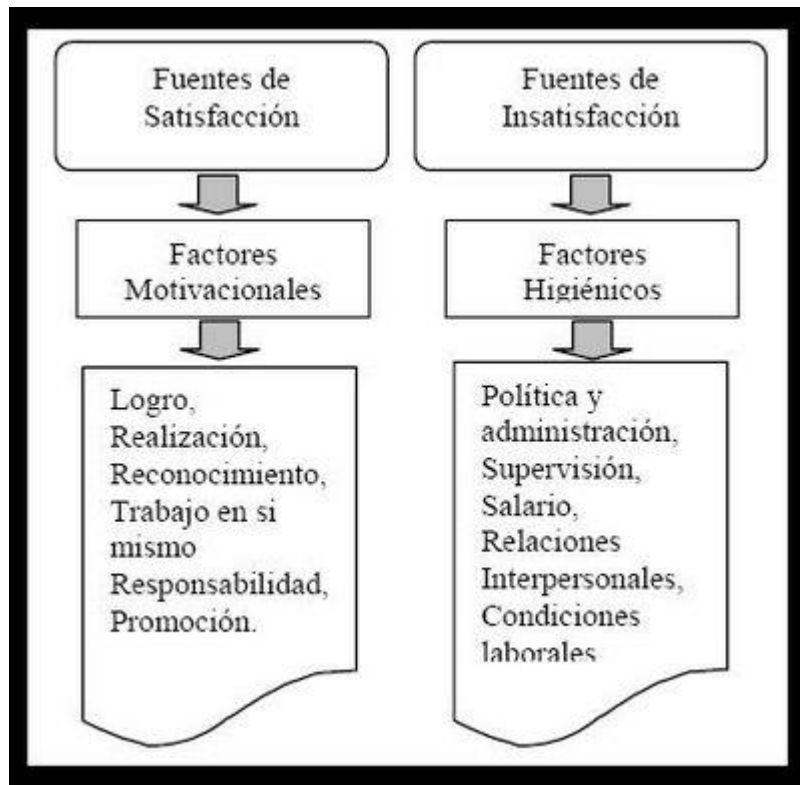 Fuentes de
Satisfacción
Factores
Motivacionales
Logro,
Realización,
Reconocimiento,
Trabajo en si
mismo
Responsabilidad,
Promoción.
Fuentes de
Insatisfacción
Factores
Higiénicos
Política y
administración,
Supervisión,
Salario,
Relaciones
Interpersonales,
Condiciones
laborales